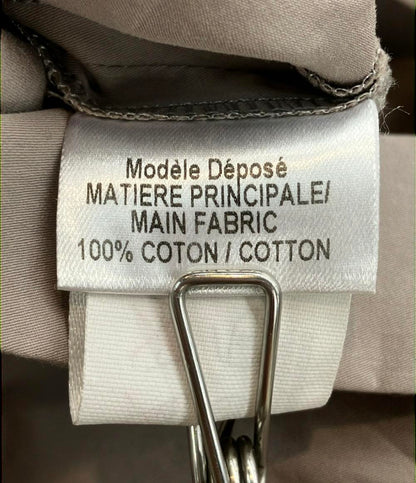 Modèle Déposé
MATIERE PRINCIPALE/
MAIN FABRIC
100% COTON / COTTON